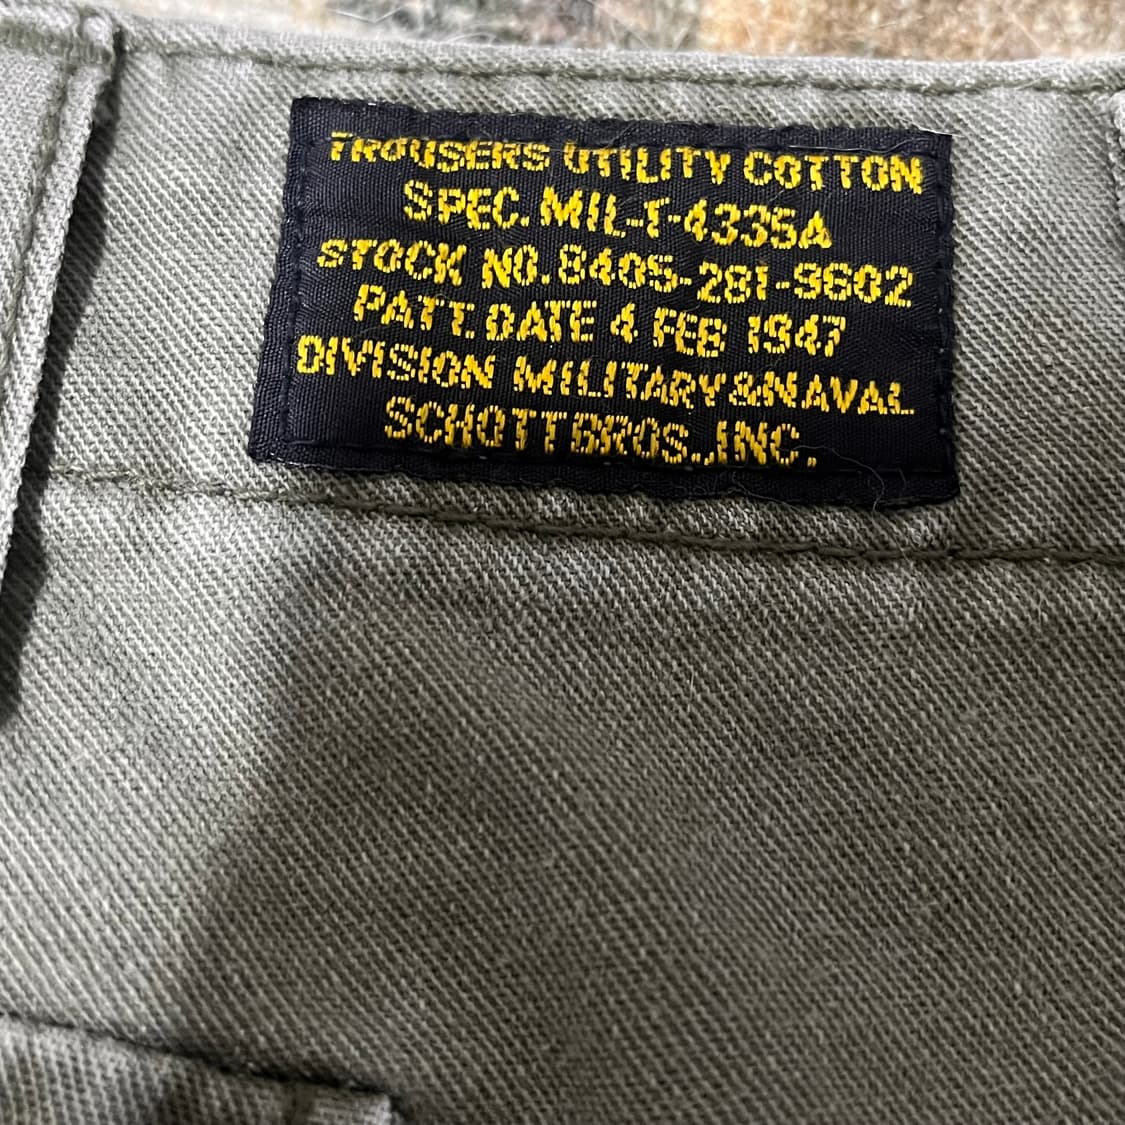 TROUSERS UTILITY COTTON
SPEC. MIL-T-4335A
STOCK NO. 8405-281-9602
PATT. DATE 4 FEB 1947
DIVISION MILITARY & NAVAL
SCHOTT BROS., INC.